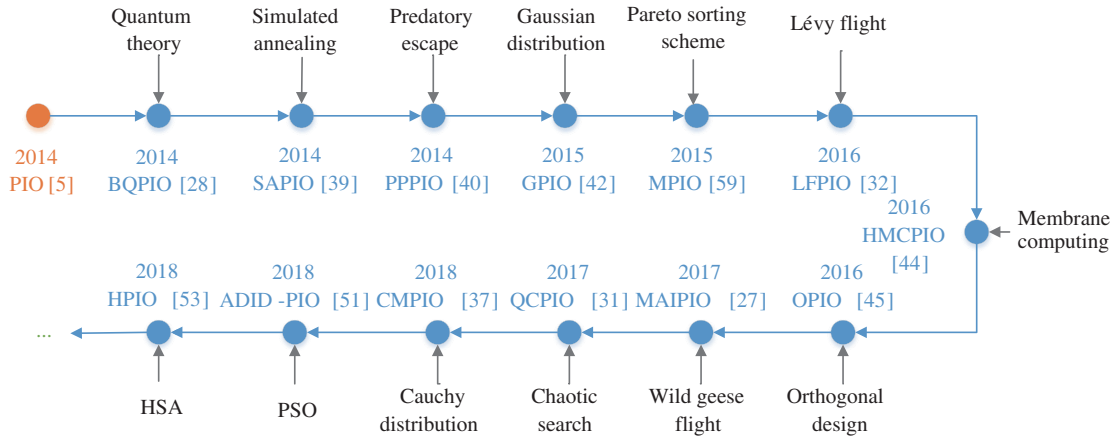 Quantum
theory
Simulated
annealing
Predatory
escape
Gaussian
distribution
Pareto sorting
scheme
Lévy flight
2014
PIO [5]
2014
BQPIO [28]
2014
SAPIO [39]
2014
PPPIO [40]
2015
GPIO [42]
2015
MPIO [59]
2016
LFPIO [32]
2016
HMCPIO
[44]
Membrane
computing
2018
HPIO [53]
2018
ADID -PIO [51]
2018
CMPIO [37]
2017
QCPIO [31]
2017
MAIPIO [27]
2016
OPIO [45]
...
HSA
PSO
Cauchy
distribution
Chaotic
search
Wild geese
flight
Orthogonal
design